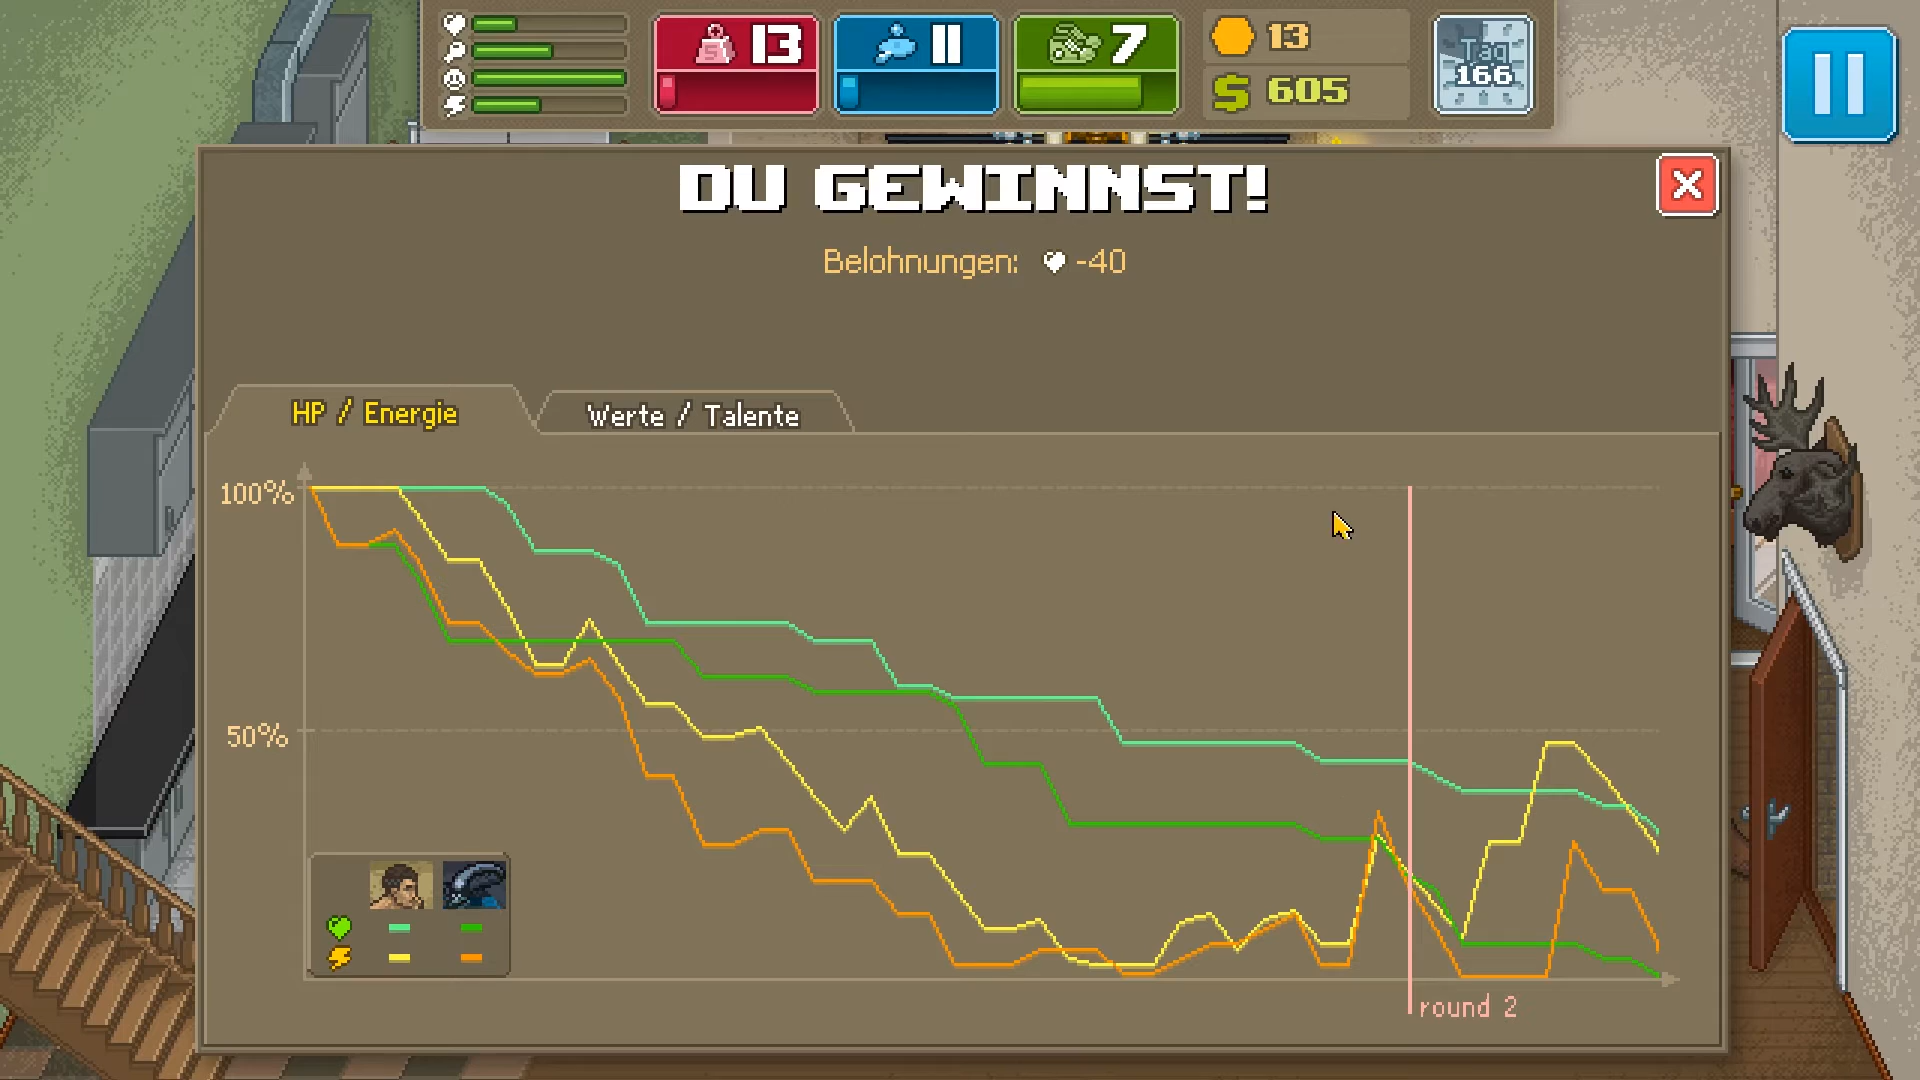 13
11
7
13
605
Tag
166
DU GEWINNST!
Belohnungen: -40
HP / Energie
Werte / Talente
100%
50%
round 2